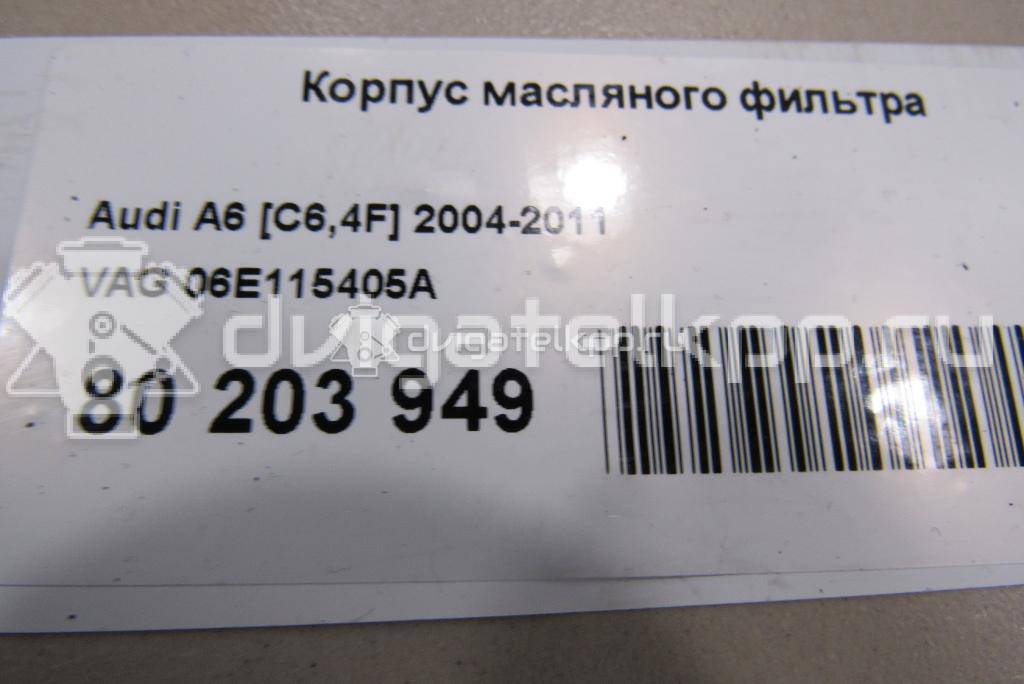 Корпус масляного фильтра
Audi A6 [C6,4F] 2004-2011
VAG 06E115405A
dvigatelkpp.ru
dvigatelkpp.ru
80 203 949